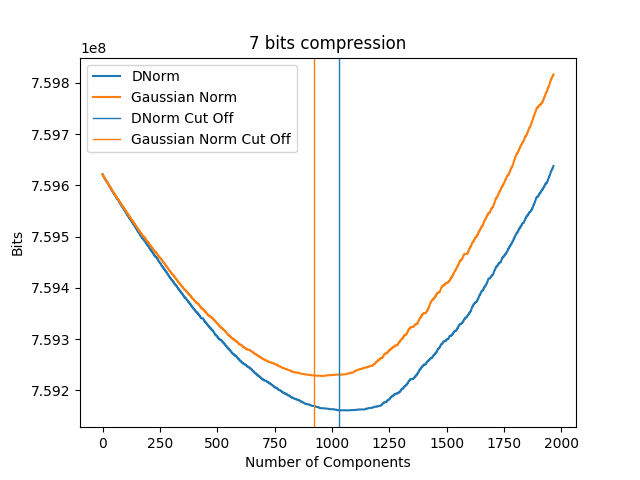 7 bits compression
1e8
DNorm
Gaussian Norm
DNorm Cut Off
Gaussian Norm Cut Off
7.598
7.597
7.596
7.595
7.594
7.593
7.592
Bits
0 250 500 750 1000 1250 1500 1750 2000
Number of Components